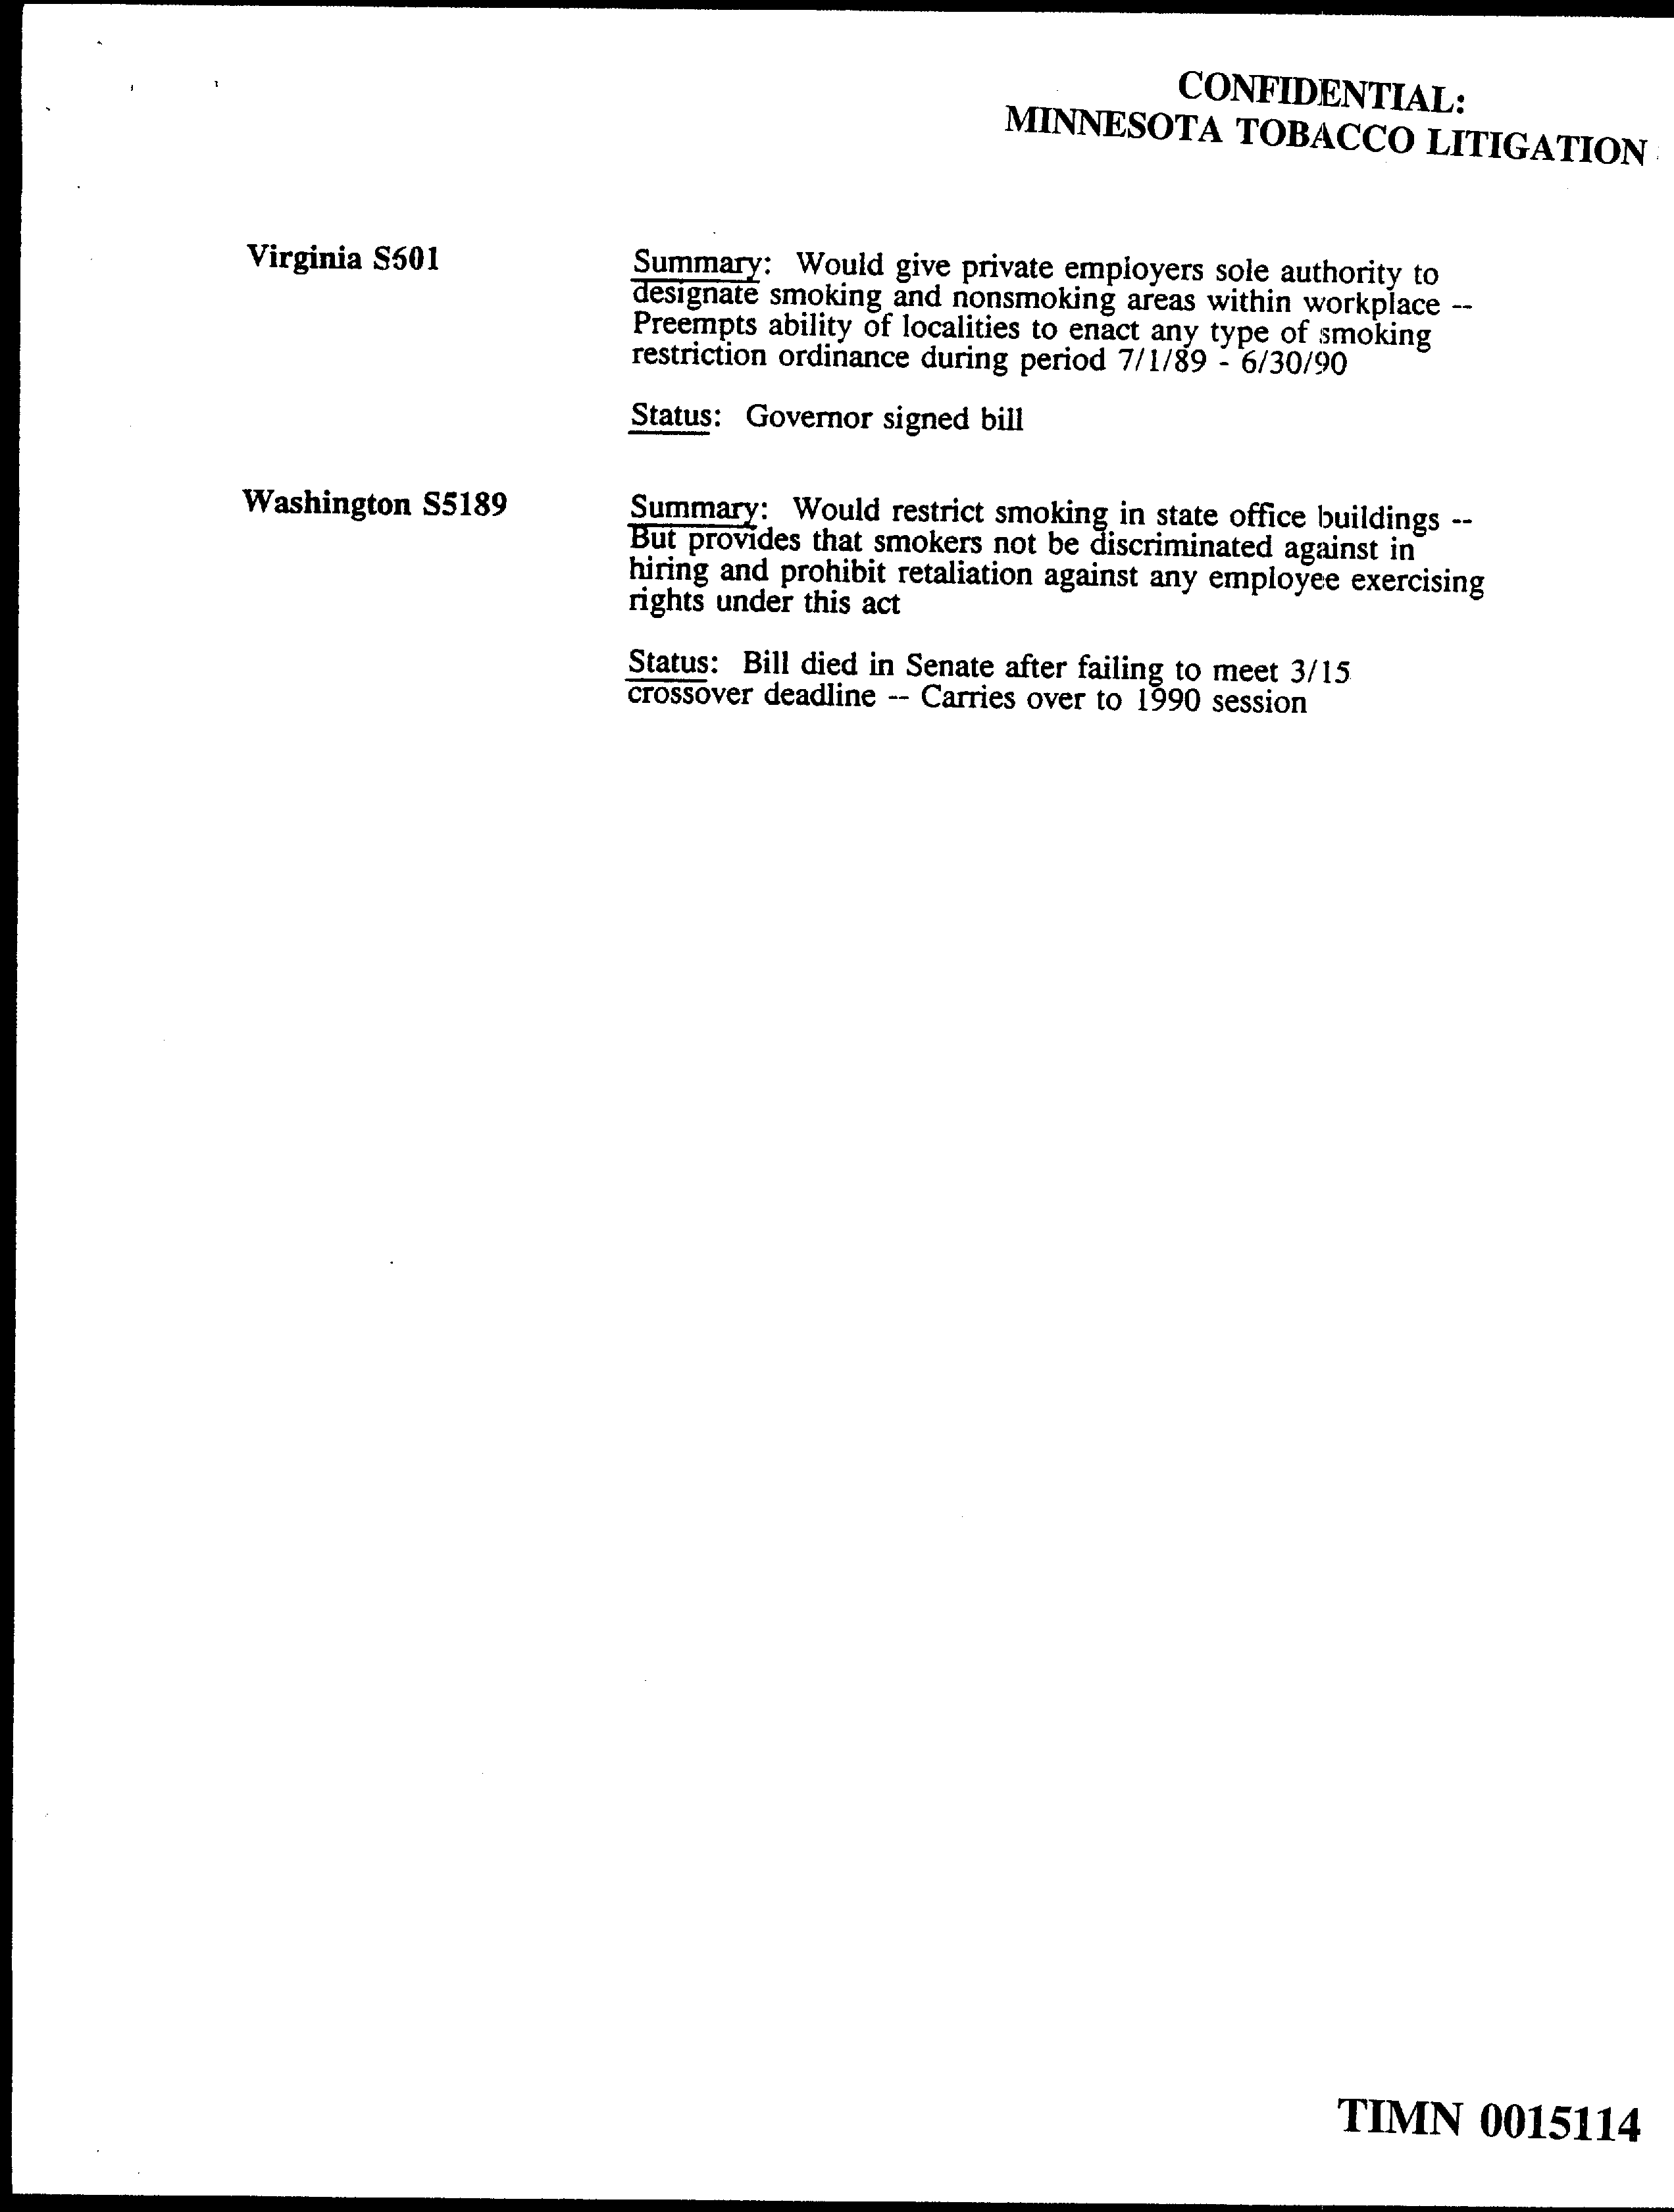 CONFIDENTIAL:
MINNESOTA TOBACCO LITIGATION
Virginia S601
Summary: Would give private employers sole authority to
designate smoking and nonsmoking areas within workplace --
Preempts ability of localities to enact any type of smoking
restriction ordinance during period 7/1/89 - 6/30/90
Status: Governor signed bill
Washington S5189
Summary: Would restrict smoking in state office buildings --
But provides that smokers not be discriminated against in
hiring and prohibit retaliation against any employee exercising
rights under this act
Status: Bill died in Senate after failing to meet 3/15
crossover deadline -- Carries over to 1990 session
TIMN 0015114